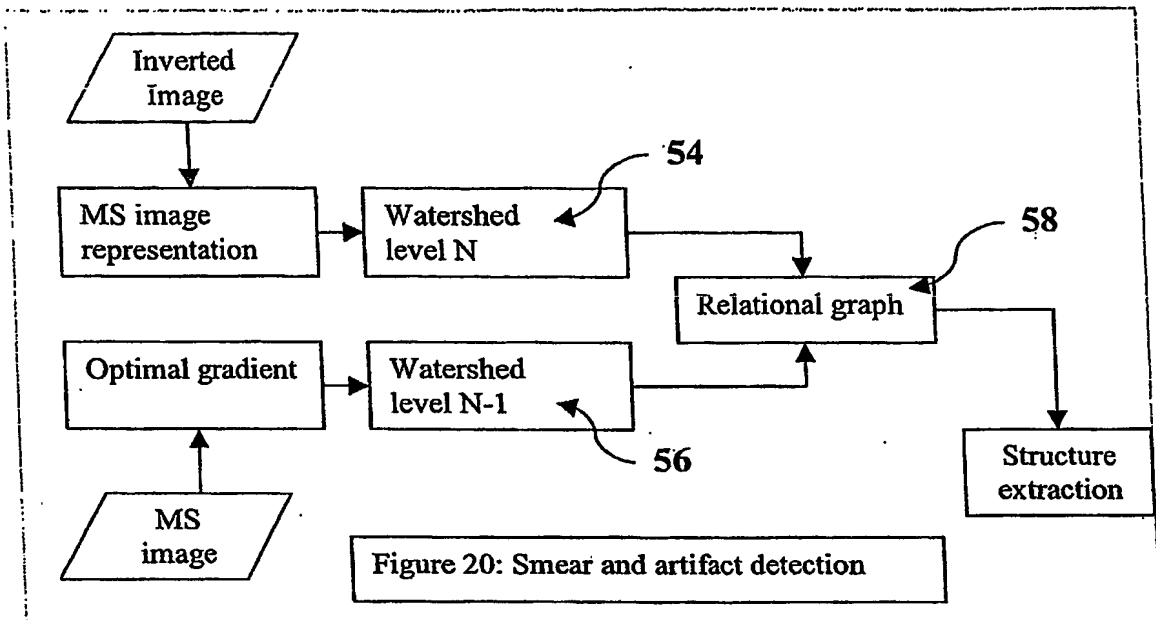 Inverted
Image
54
MS image
representation
Watershed
level N
58
Relational graph
Optimal gradient
Watershed
level N-1
56
Structure
extraction
MS
image
Figure 20: Smear and artifact detection